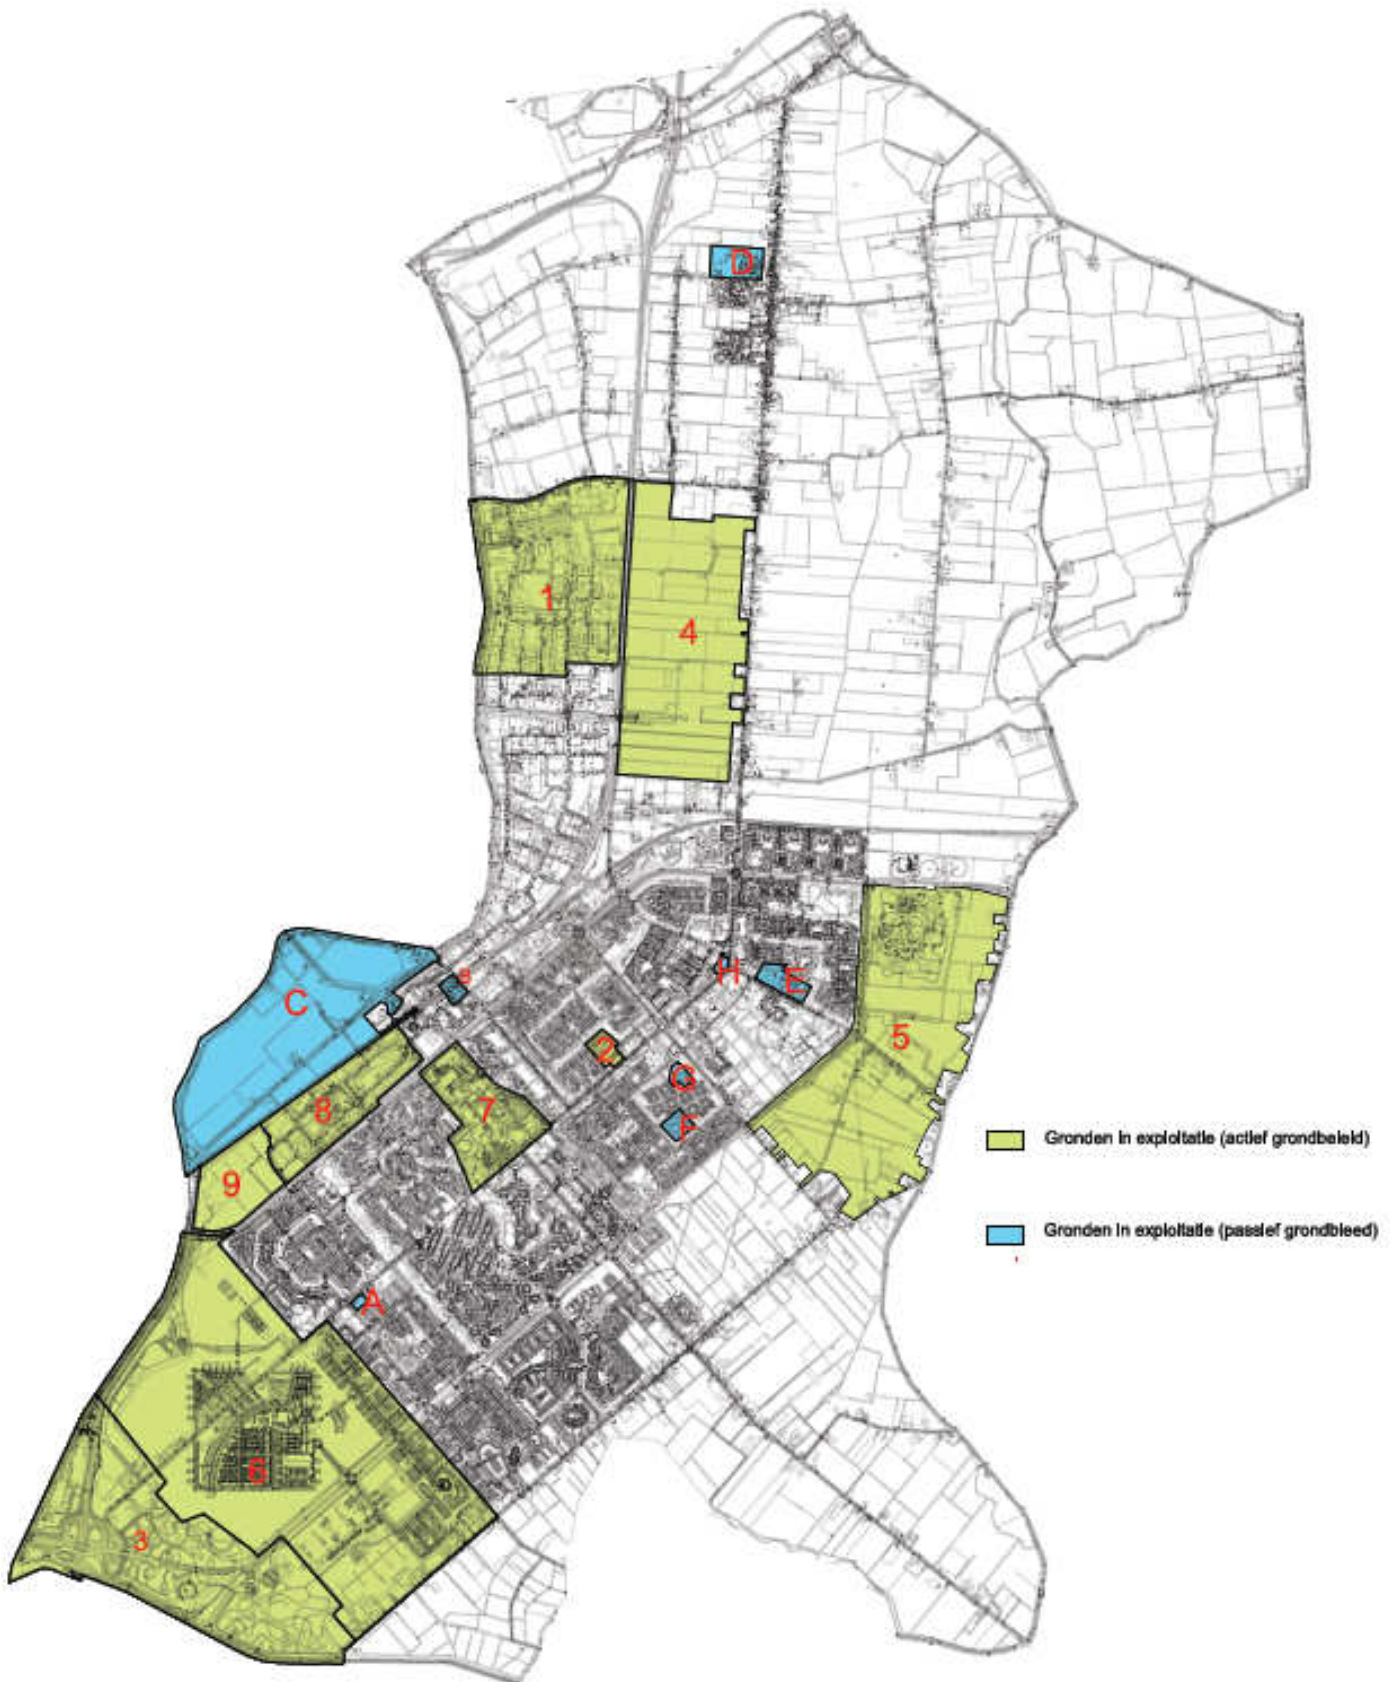 D
1
4
C
B
H
E
2
5
G
7
8
F
9
A
6
3
Gronden in exploitatie (actief grondbeleid)
Gronden in exploitatie (passief grondbleed)